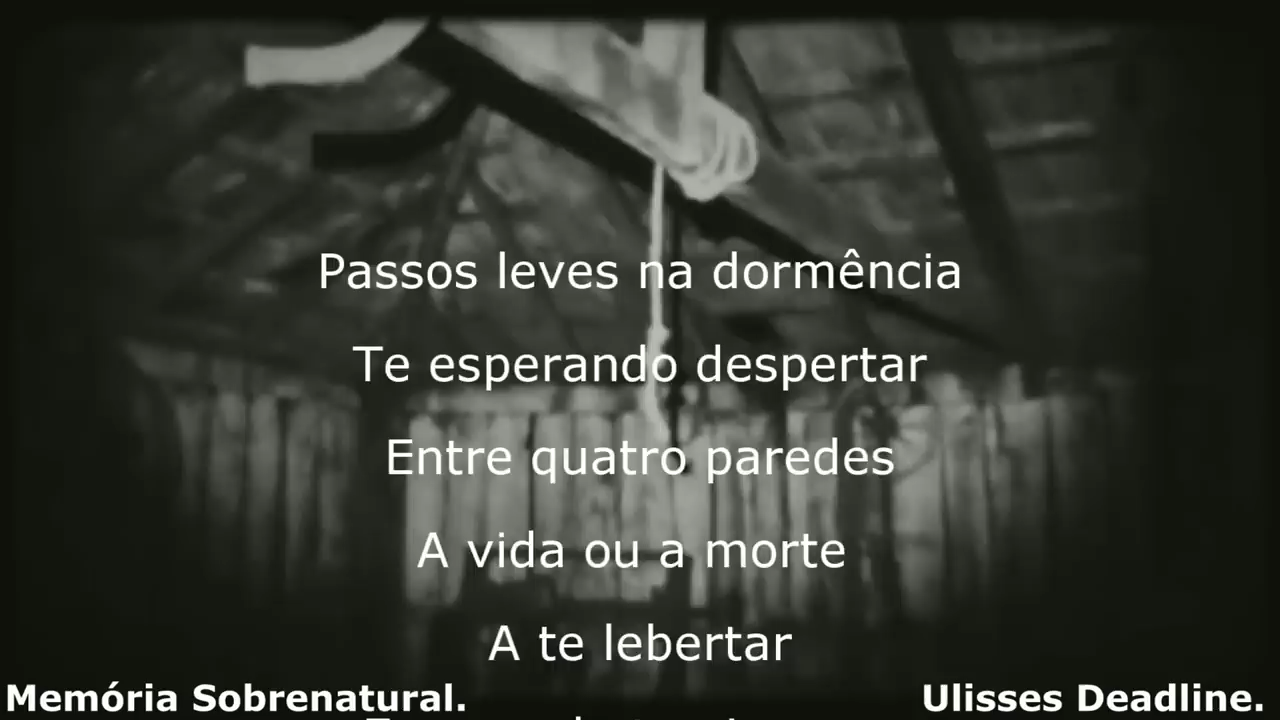 Passos leves na dormência
Te esperando despertar
Entre quatro paredes
A vida ou a morte
A te lebertar
Memória Sobrenatural.
Ulisses Deadline.